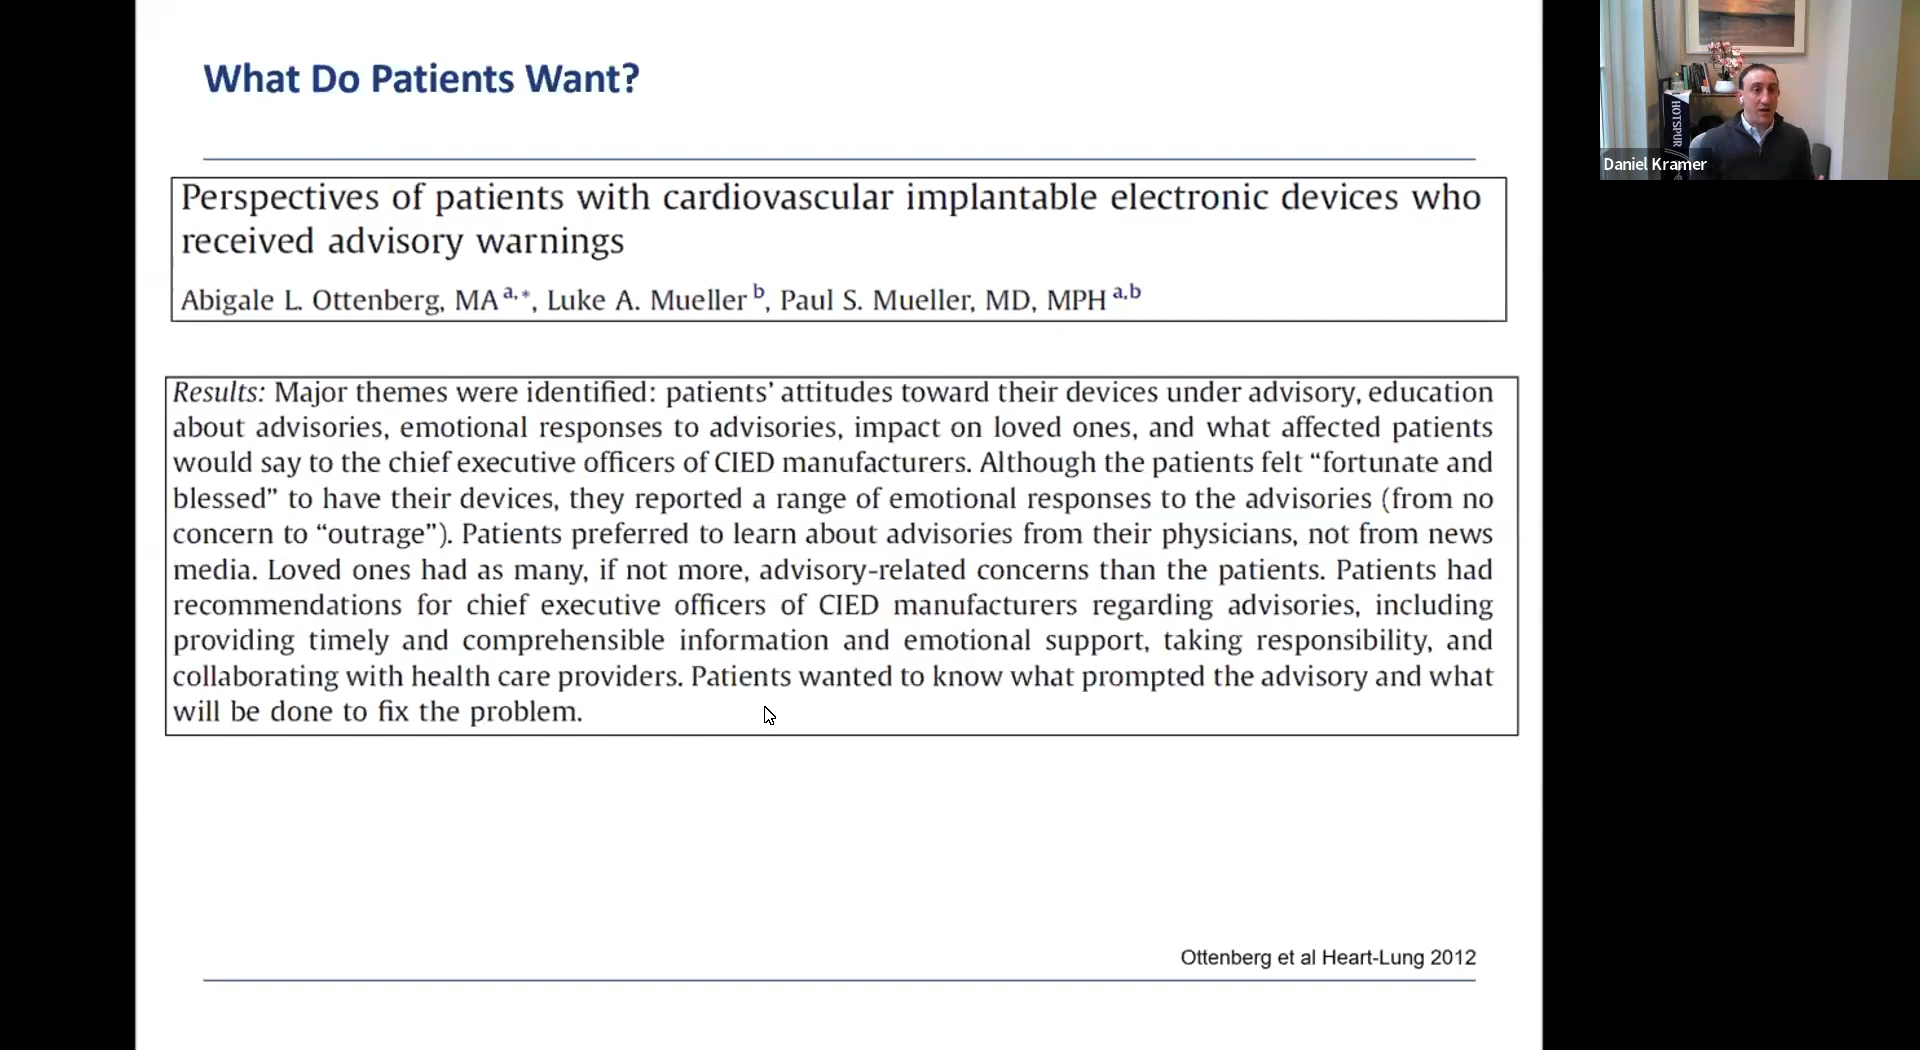 What Do Patients Want?
Perspectives of patients with cardiovascular implantable electronic devices who
received advisory warnings
Abigale L. Ottenberg, MA a,*, Luke A. Mueller b, Paul S. Mueller, MD, MPH a,b
Results: Major themes were identified: patients’ attitudes toward their devices under advisory, education
about advisories, emotional responses to advisories, impact on loved ones, and what affected patients
would say to the chief executive officers of CIED manufacturers. Although the patients felt “fortunate and
blessed” to have their devices, they reported a range of emotional responses to the advisories (from no
concern to “outrage”). Patients preferred to learn about advisories from their physicians, not from news
media. Loved ones had as many, if not more, advisory-related concerns than the patients. Patients had
recommendations for chief executive officers of CIED manufacturers regarding advisories, including
providing timely and comprehensible information and emotional support, taking responsibility, and
collaborating with health care providers. Patients wanted to know what prompted the advisory and what
will be done to fix the problem.
Ottenberg et al Heart-Lung 2012
HOTSPUR
Daniel Kramer